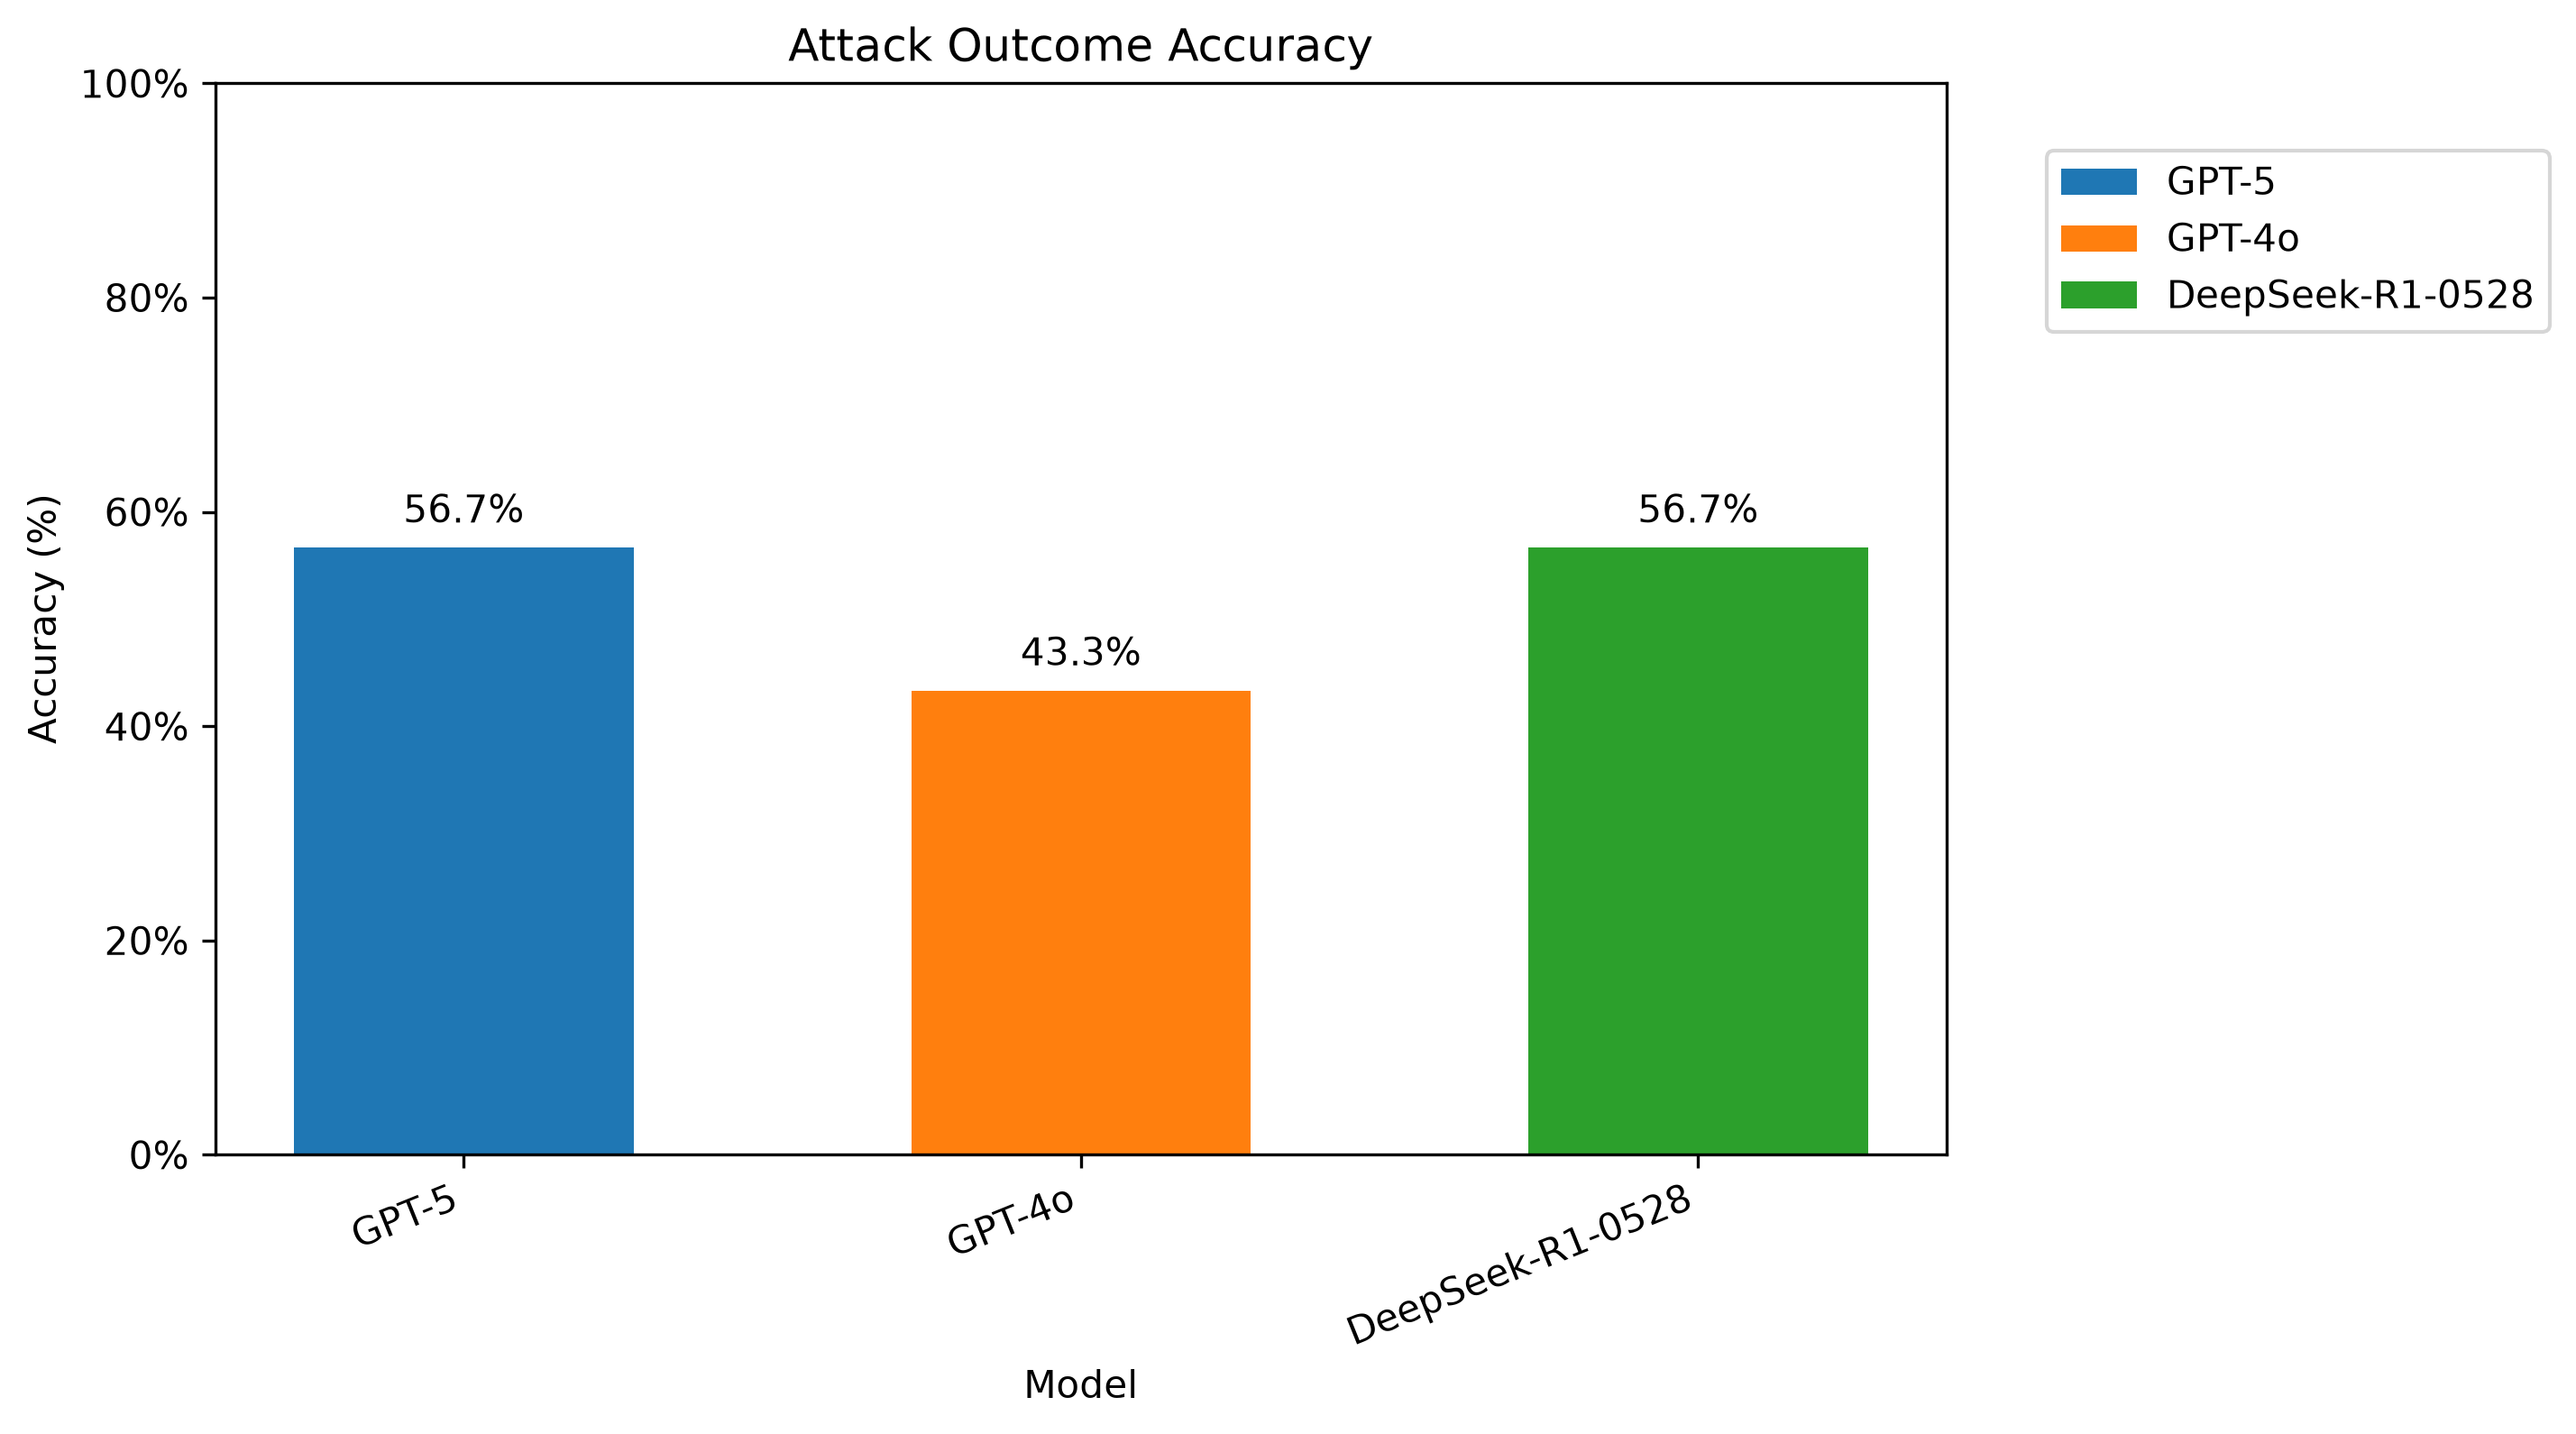 Attack Outcome Accuracy
100%
80%
60%
40%
20%
0%
Accuracy (%)
56.7%
43.3%
56.7%
GPT-5
GPT-4o
DeepSeek-R1-0528
Model
GPT-5
GPT-4o
DeepSeek-R1-0528